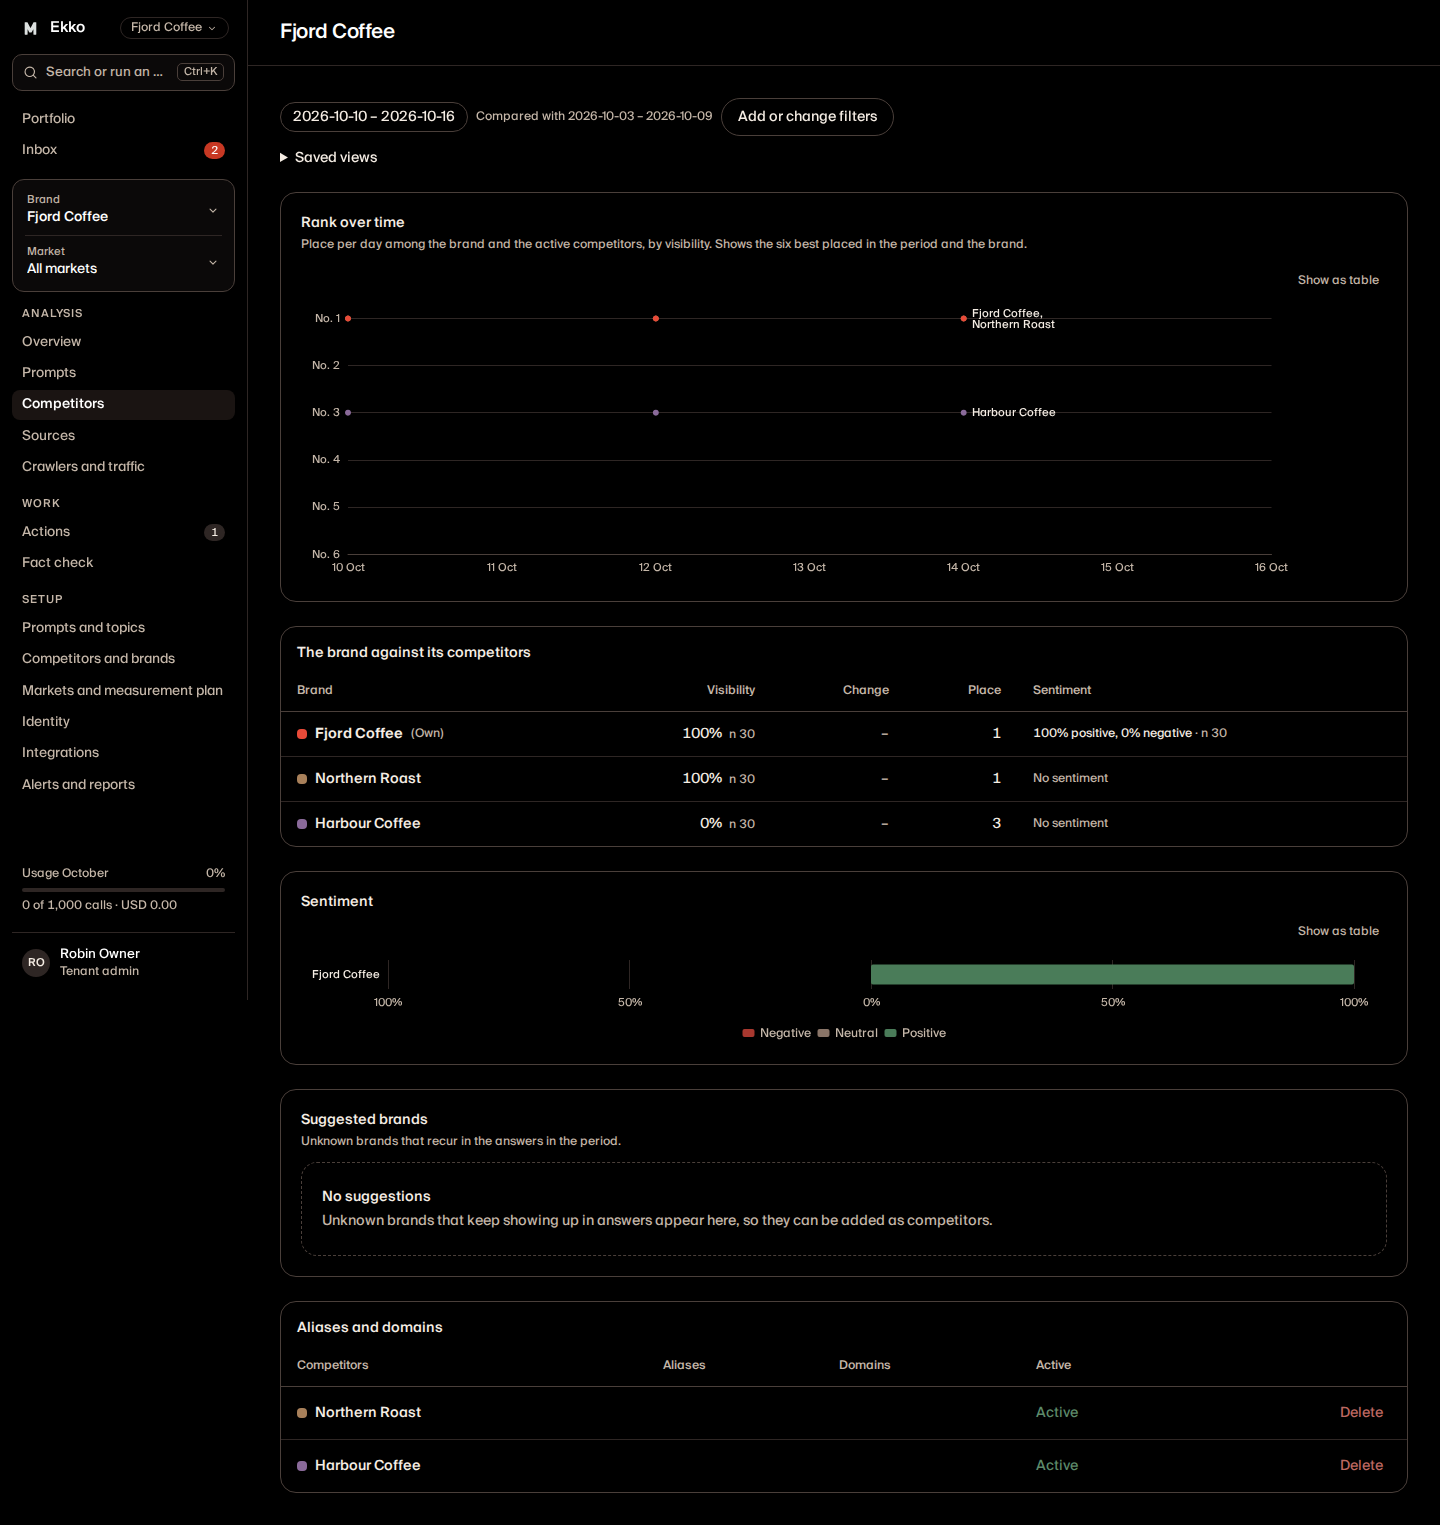 Ekko
Fjord Coffee
Search or run an ...
Ctrl+K
Portfolio
Inbox
2
Brand
Fjord Coffee
Market
All markets
ANALYSIS
Overview
Prompts
Competitors
Sources
Crawlers and traffic
WORK
Actions
1
Fact check
SETUP
Prompts and topics
Competitors and brands
Markets and measurement plan
Identity
Integrations
Alerts and reports
Usage October
0%
0 of 1,000 calls · USD 0.00
RO
Robin Owner
Tenant admin
Fjord Coffee
2026-10-10 – 2026-10-16
Compared with 2026-10-03 – 2026-10-09
Add or change filters
Saved views
Rank over time
Place per day among the brand and the active competitors, by visibility. Shows the six best placed in the period and the brand.
Show as table
No. 1
Fjord Coffee,
Northern Roast
No. 2
No. 3
Harbour Coffee
No. 4
No. 5
No. 6
10 Oct 11 Oct 12 Oct 13 Oct 14 Oct 15 Oct 16 Oct
The brand against its competitors
Brand Visibility Change Place Sentiment
Fjord Coffee (Own) 100% n 30 – 1 100% positive, 0% negative · n 30
Northern Roast 100% n 30 – 1 No sentiment
Harbour Coffee 0% n 30 – 3 No sentiment
Sentiment
Show as table
Fjord Coffee
100% 50% 0% 50% 100%
Negative Neutral Positive
Suggested brands
Unknown brands that recur in the answers in the period.
No suggestions
Unknown brands that keep showing up in answers appear here, so they can be added as competitors.
Aliases and domains
Competitors Aliases Domains Active
Northern Roast Active Delete
Harbour Coffee Active Delete